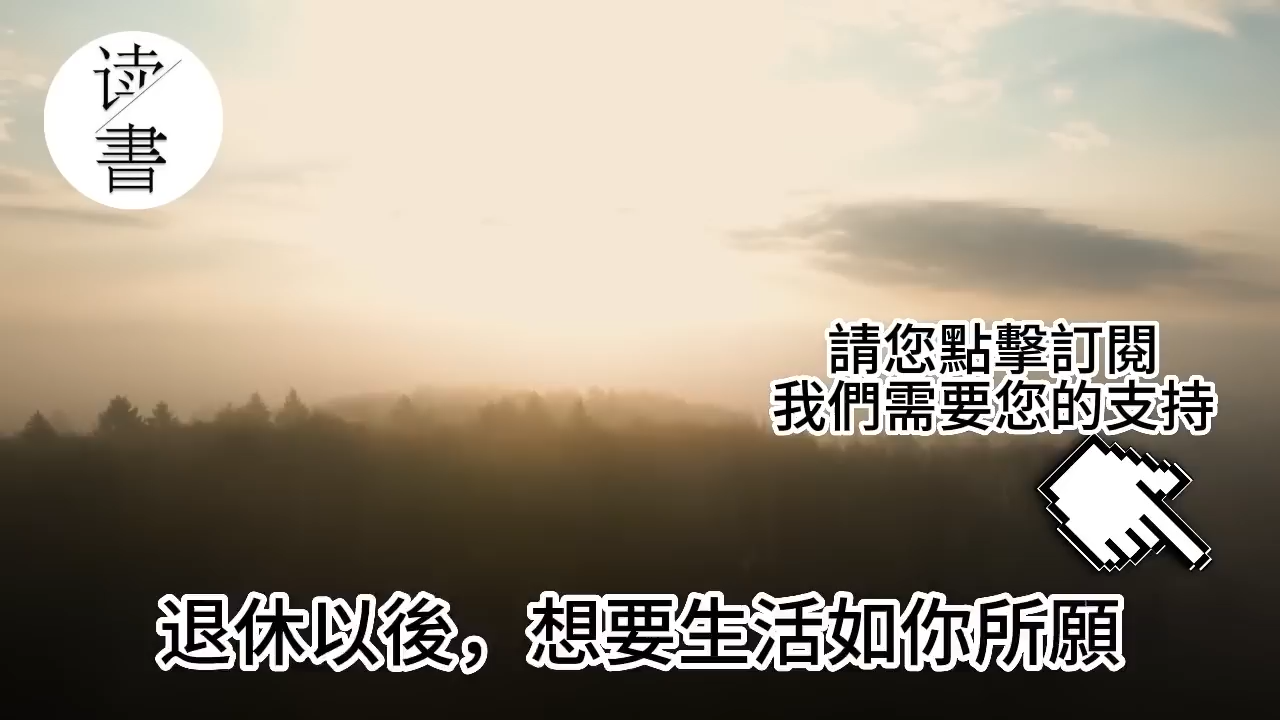 读
書
請您點擊訂閱
我們需要您的支持
退休以後，想要生活如你所願